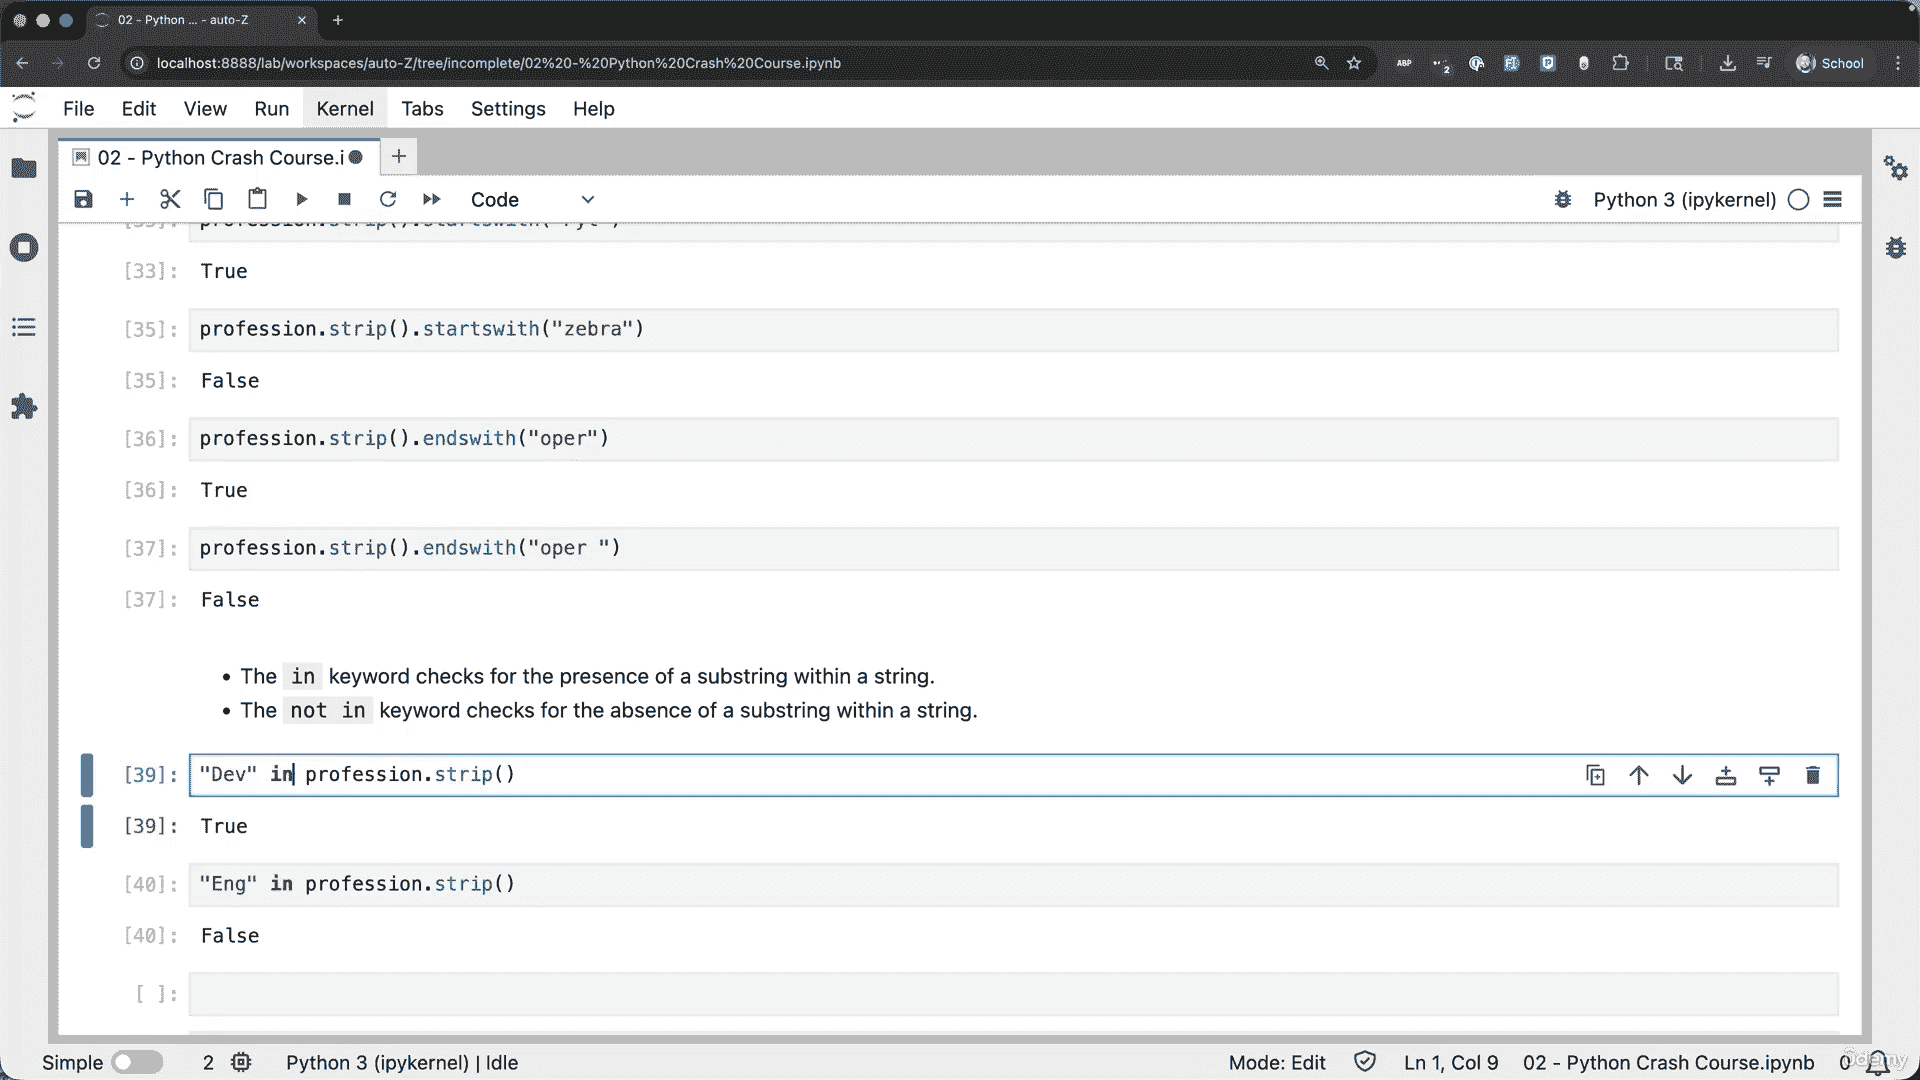 02 - Python ... - auto-Z
localhost:8888/lab/workspaces/auto-Z/tree/incomplete/02%20-%20Python%20Crash%20Course.ipynb
ABP
2
School
File Edit View Run Kernel Tabs Settings Help
02 - Python Crash Course.i
Code
Python 3 (ipykernel)
[33]: True
[35]: profession.strip().startswith("zebra")
[35]: False
[36]: profession.strip().endswith("oper")
[36]: True
[37]: profession.strip().endswith("oper ")
[37]: False
• The in keyword checks for the presence of a substring within a string.
• The not in keyword checks for the absence of a substring within a string.
[39]: "Dev" in profession.strip()
[39]: True
[40]: "Eng" in profession.strip()
[40]: False
[ ]:
Simple 2 Python 3 (ipykernel) | Idle Mode: Edit Ln 1, Col 9 02 - Python Crash Course.ipynb 0